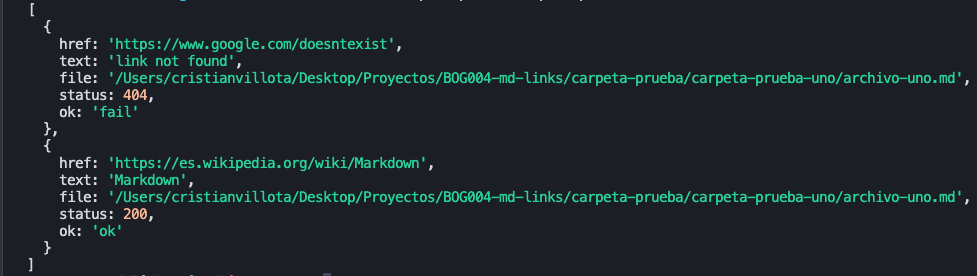 [
{
href: 'https://www.google.com/doesntexist',
text: 'link not found',
file: '/Users/cristianvillota/Desktop/Proyectos/BOG004-md-links/carpeta-prueba/carpeta-prueba-uno/archivo-uno.md',
status: 404,
ok: 'fail'
},
{
href: 'https://es.wikipedia.org/wiki/Markdown',
text: 'Markdown',
file: '/Users/cristianvillota/Desktop/Proyectos/BOG004-md-links/carpeta-prueba/carpeta-prueba-uno/archivo-uno.md',
status: 200,
ok: 'ok'
}
]